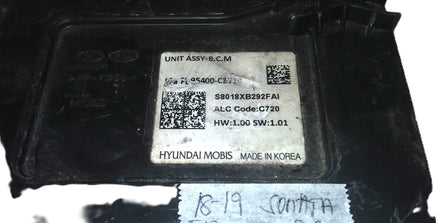 UNIT ASSY-B.C.M
95400-C2720
S8018XB292FAI
ALC Code:C720
HW:1.00 SW:1.01
HYUNDAI MOBIS MADE IN KOREA
18-19 SONATA